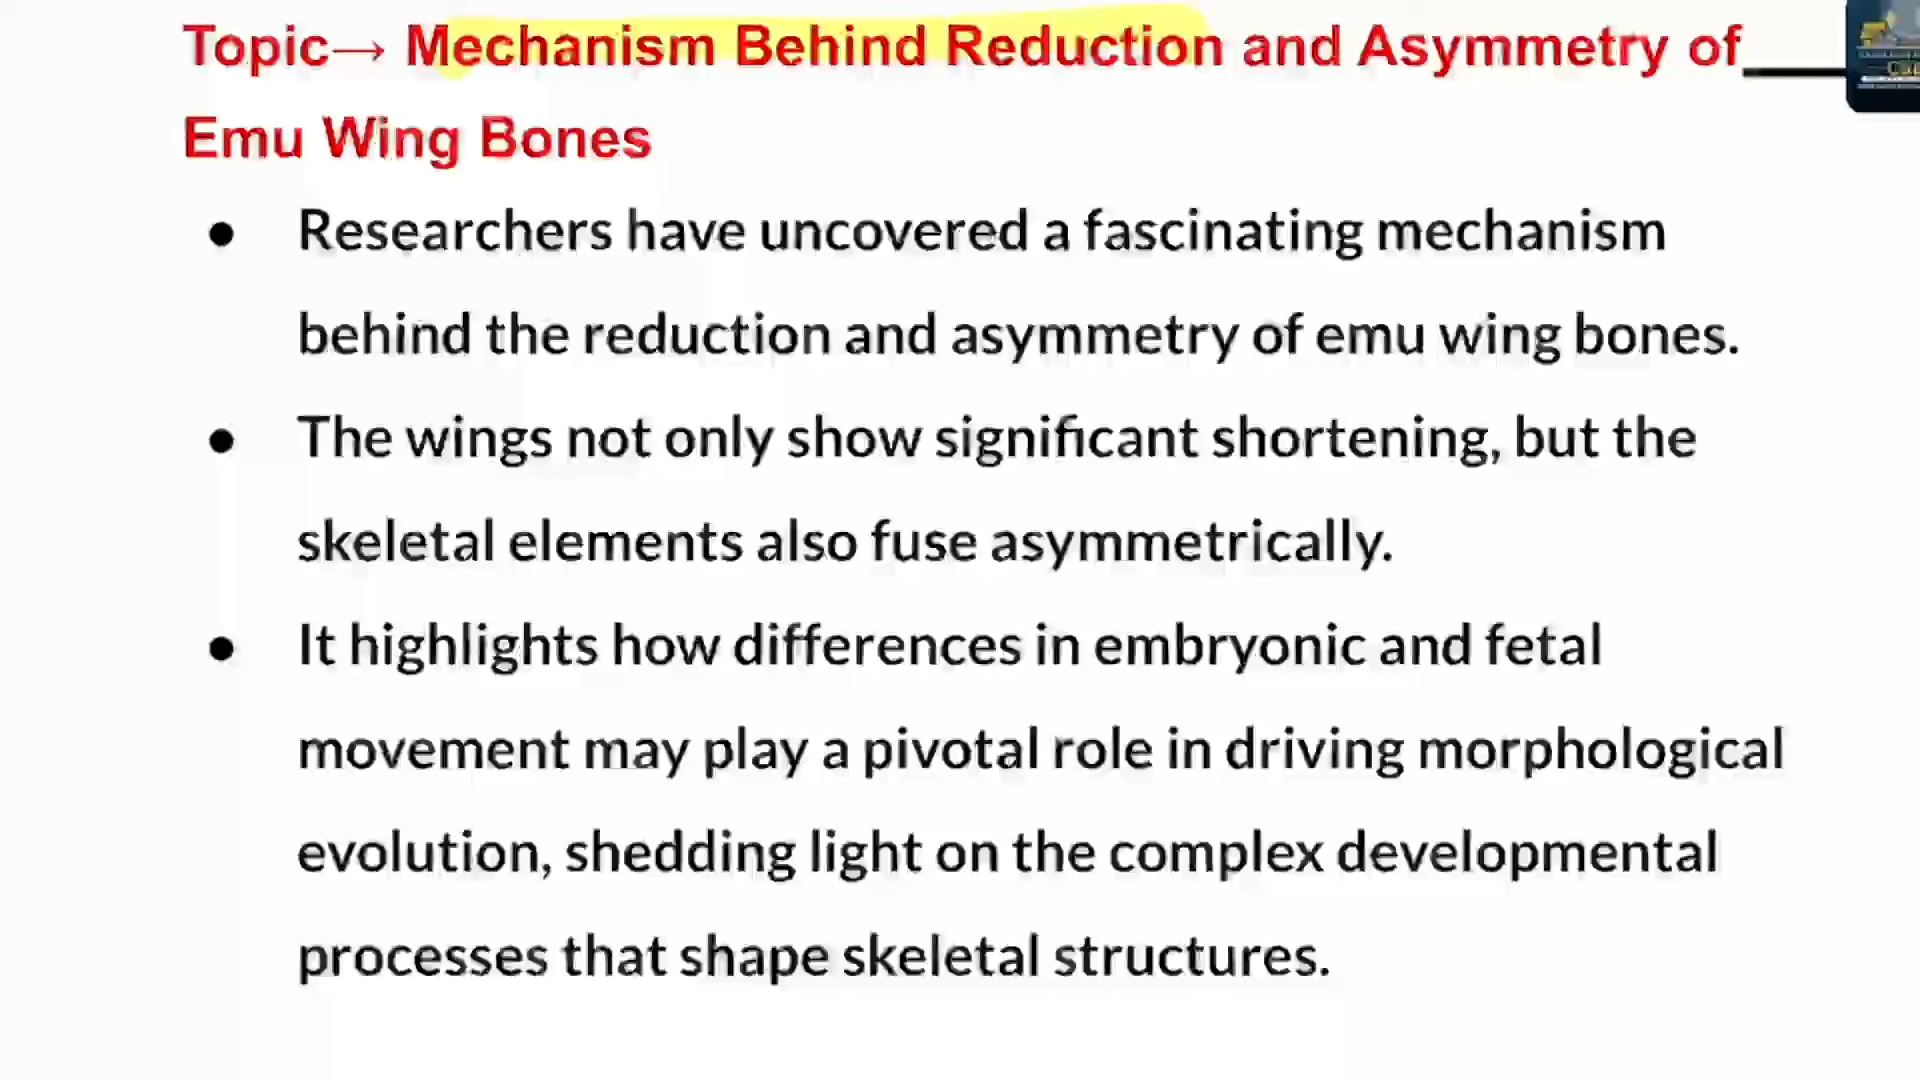 Topic→ Mechanism Behind Reduction and Asymmetry of
Emu Wing Bones
● Researchers have uncovered a fascinating mechanism
behind the reduction and asymmetry of emu wing bones.
● The wings not only show significant shortening, but the
skeletal elements also fuse asymmetrically.
● It highlights how differences in embryonic and fetal
movement may play a pivotal role in driving morphological
evolution, shedding light on the complex developmental
processes that shape skeletal structures.